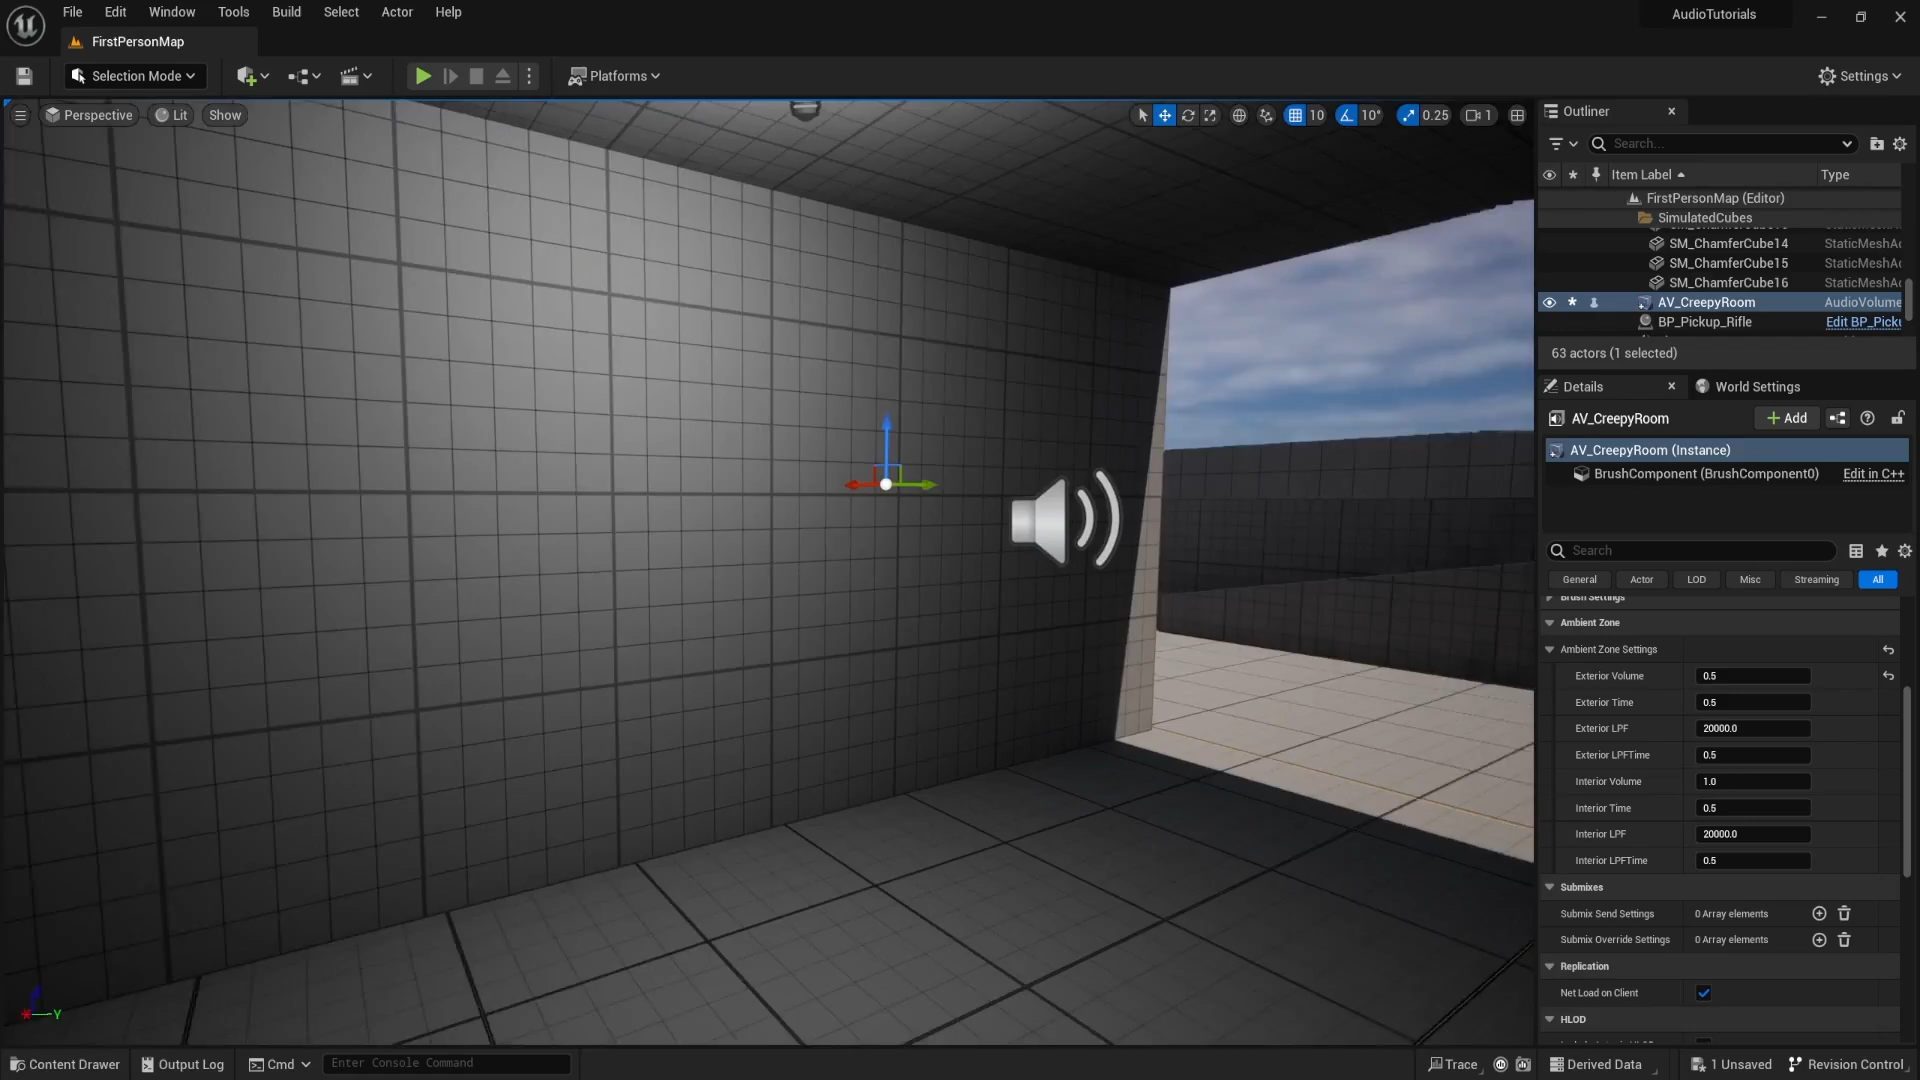 File Edit Window Tools Build Select Actor Help
AudioTutorials
FirstPersonMap
Selection Mode
Platforms
Settings
Perspective Lit Show
10 10° 0.25 1
Outliner
Search...
Item Label Type
FirstPersonMap (Editor)
SimulatedCubes
SM_ChamferCube14 StaticMeshAc
SM_ChamferCube15 StaticMeshAc
SM_ChamferCube16 StaticMeshAc
AV_CreepyRoom AudioVolume
BP_Pickup_Rifle Edit BP_Picku
63 actors (1 selected)
Details World Settings
AV_CreepyRoom Add
AV_CreepyRoom (Instance)
BrushComponent (BrushComponent0) Edit in C++
Search
General Actor LOD Misc Streaming All
Brush Settings
Ambient Zone
Ambient Zone Settings
Exterior Volume 0.5
Exterior Time 0.5
Exterior LPF 20000.0
Exterior LPFTime 0.5
Interior Volume 1.0
Interior Time 0.5
Interior LPF 20000.0
Interior LPFTime 0.5
Submixes
Submix Send Settings 0 Array elements
Submix Override Settings 0 Array elements
Replication
Net Load on Client
HLOD
Y
Content Drawer Output Log Cmd Enter Console Command
Trace Derived Data 1 Unsaved Revision Control